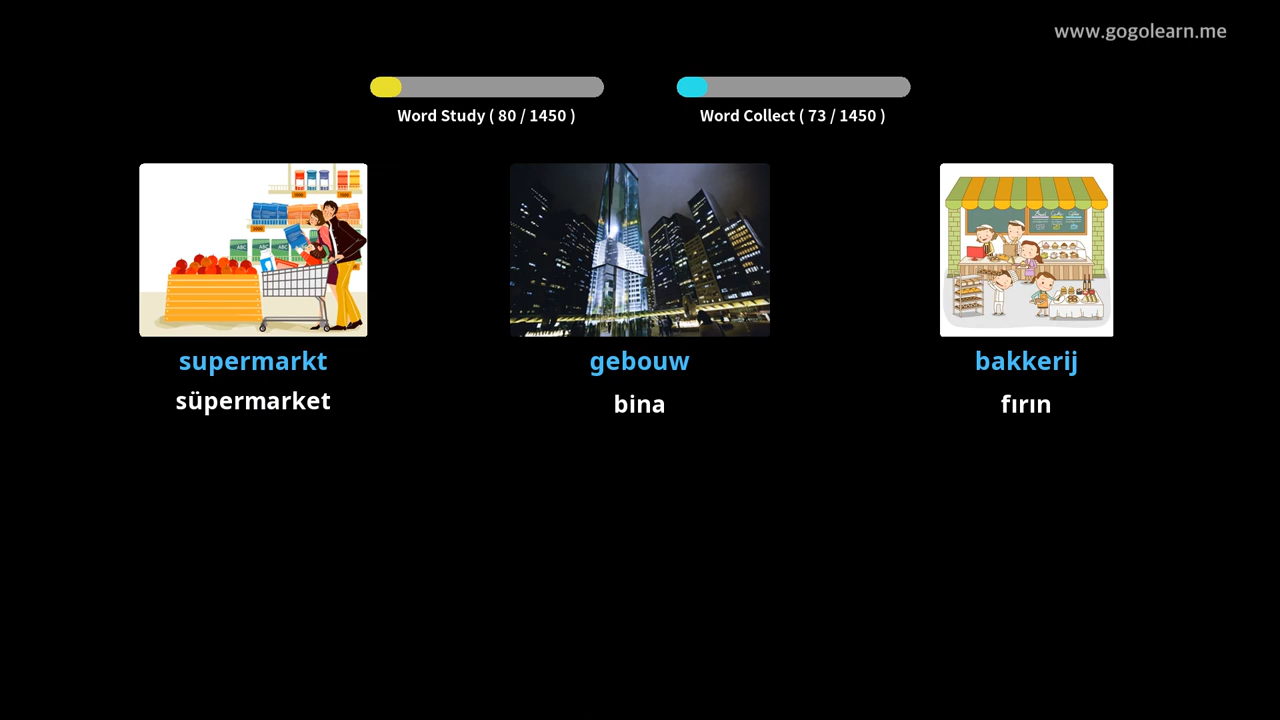 www.gogolearn.me
Word Study ( 80 / 1450 )
Word Collect ( 73 / 1450 )
supermarkt
süpermarket
gebouw
bina
bakkerij
fırın